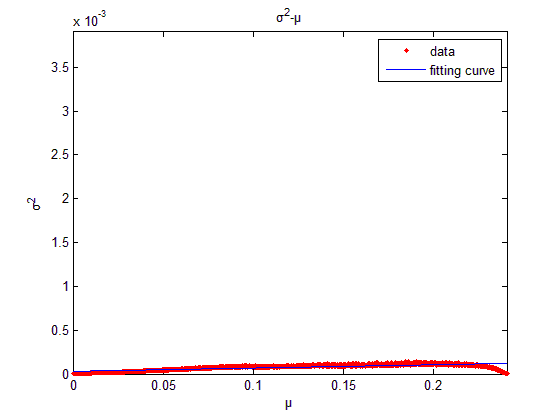 σ²-μ
x 10⁻³
data
fitting curve
3.5
3
2.5
2
1.5
1
0.5
0
σ²
0
0.05
0.1
0.15
0.2
μ